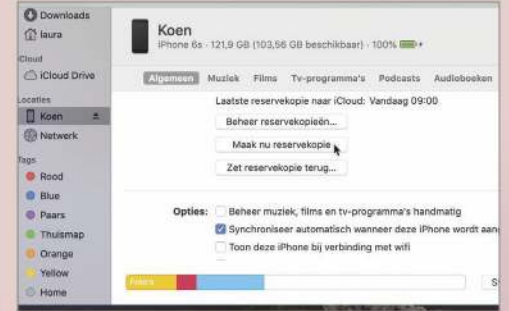 Downloads
laura
iCloud
iCloud Drive
Locaties
Koen
Netwerk
Tags
Rood
Blue
Paars
Thuismap
Orange
Yellow
Home
Koen
iPhone 6s · 121,9 GB (103,56 GB beschikbaar) · 100%
Algemeen Muziek Films Tv-programma's Podcasts Audioboeken
Laatste reservekopie naar iCloud: Vandaag 09:00
Beheer reservekopieën...
Maak nu reservekopie
Zet reservekopie terug...
Opties: Beheer muziek, films en tv-programma's handmatig
Synchroniseer automatisch wanneer deze iPhone wordt aan
Toon deze iPhone bij verbinding met wifi
Foto's
S